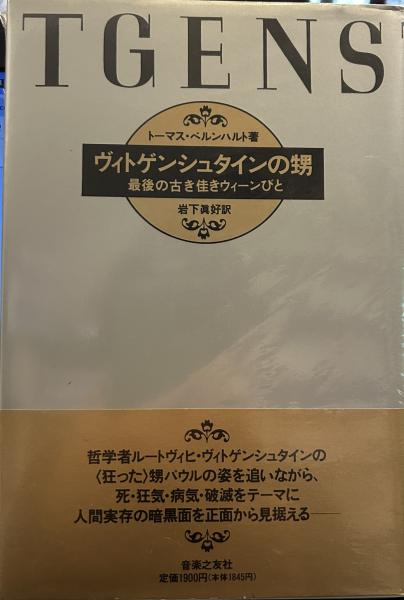 TGENST
トーマス・ベルンハルト著
ヴィトゲンシュタインの甥
最後の古き佳きウィーンびと
岩下眞好訳
哲学者ルートヴィヒ・ヴィトゲンシュタインの
〈狂った〉甥パウルの姿を追いながら、
死・狂気・病気・破滅をテーマに
人間実存の暗黒面を正面から見据える——
音楽之友社
定価1900円(本体1845円)